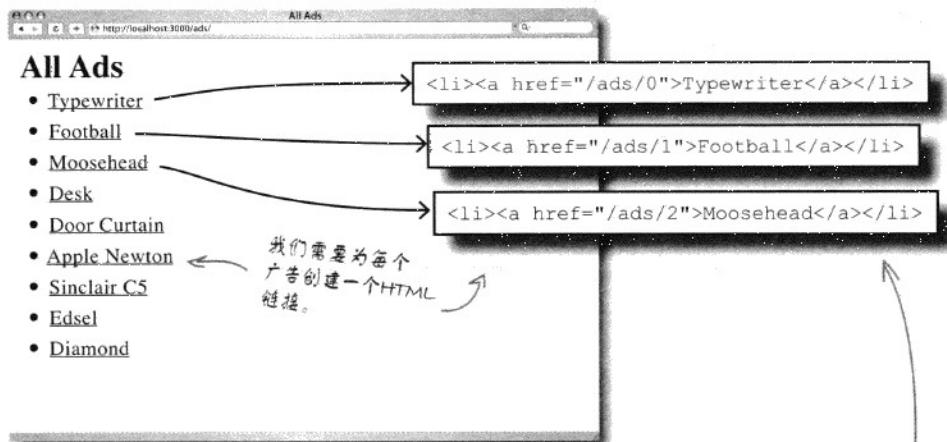 All Ads
http://localhost:3000/ads/
All Ads
Typewriter
Football
Moosehead
Desk
Door Curtain
Apple Newton
Sinclair C5
Edsel
Diamond
<li><a href="/ads/0">Typewriter</a></li>
<li><a href="/ads/1">Football</a></li>
<li><a href="/ads/2">Moosehead</a></li>
我们需要为每个
广告创建一个HTML
链接。